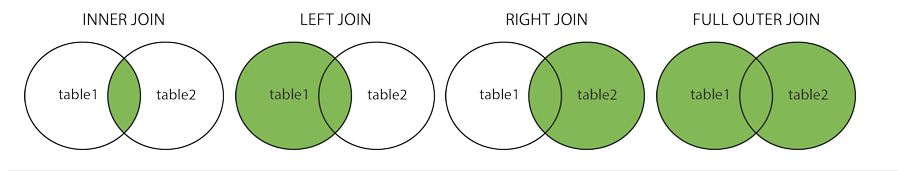 INNER JOIN
LEFT JOIN
RIGHT JOIN
FULL OUTER JOIN
table1
table2
table1
table2
table1
table2
table1
table2